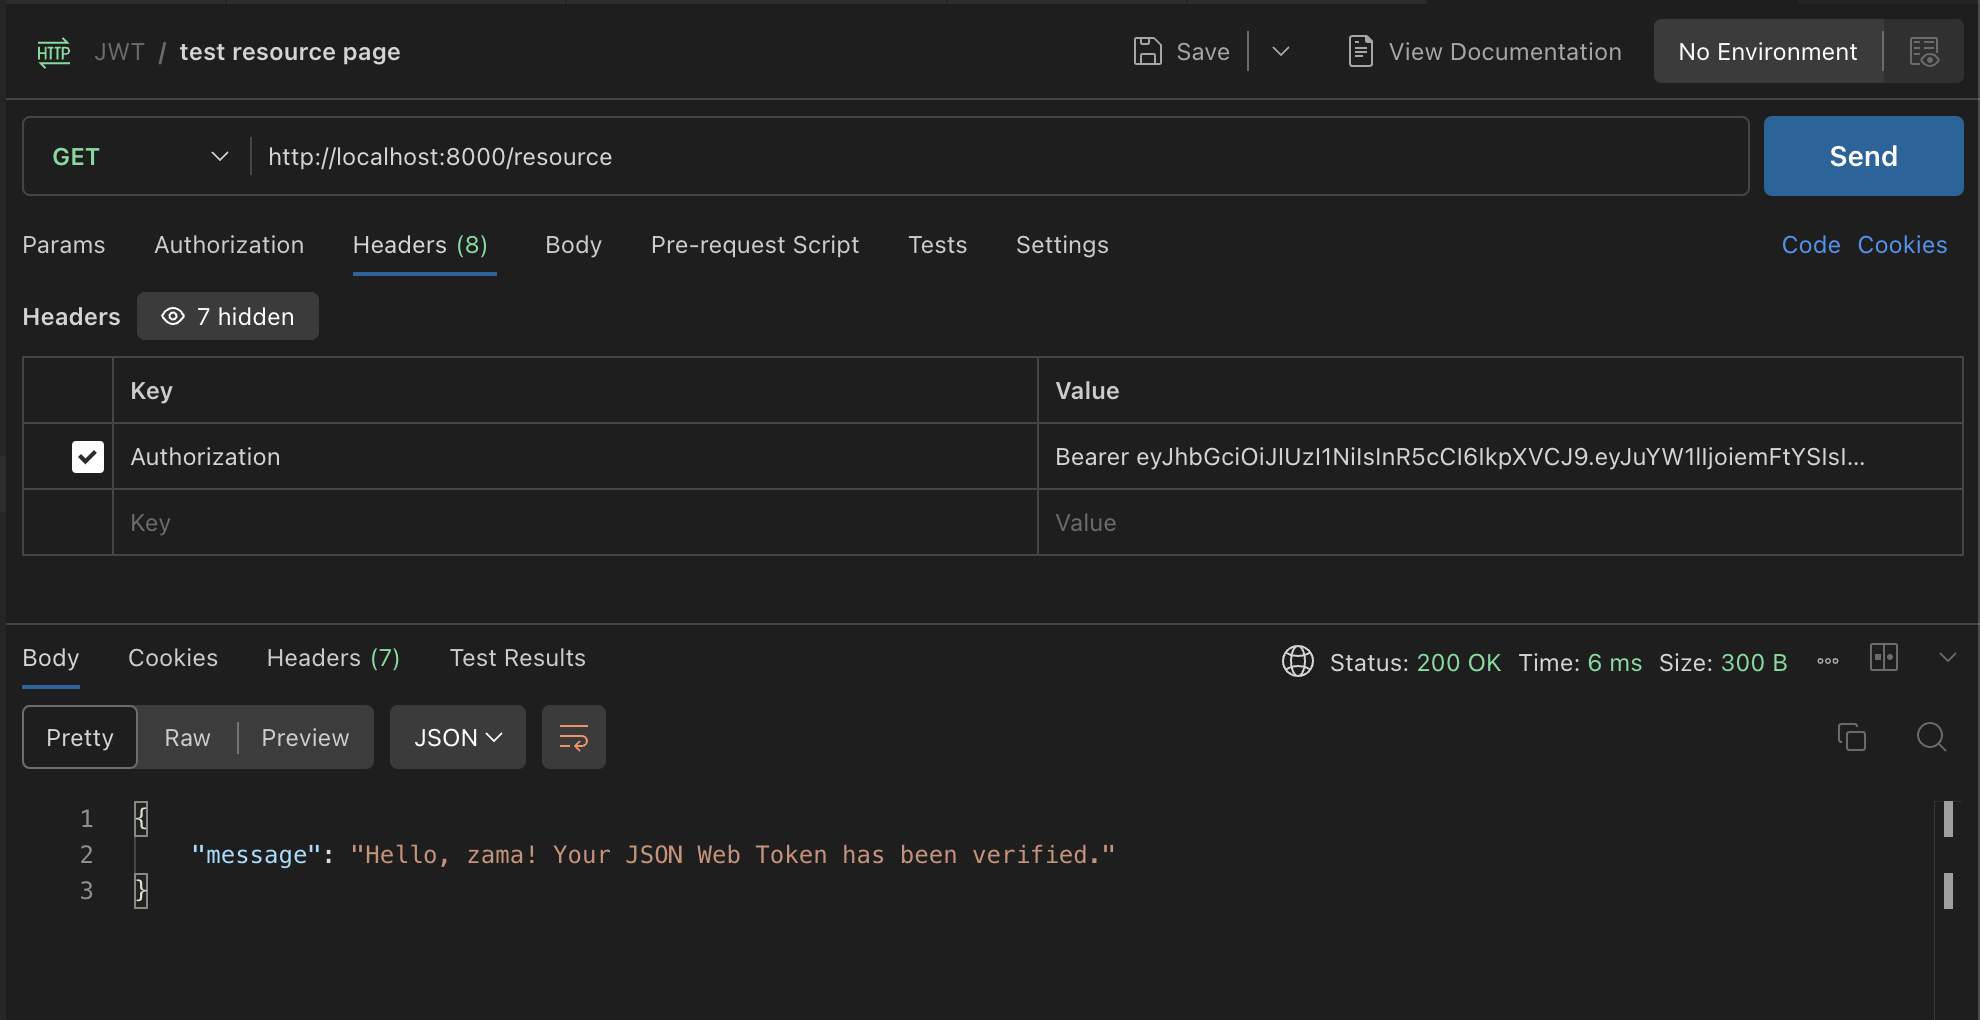 HTTP JWT / test resource page Save View Documentation No Environment
GET http://localhost:8000/resource Send
Params Authorization Headers (8) Body Pre-request Script Tests Settings Code Cookies
Headers 7 hidden
Key Value
Authorization Bearer eyJhbGciOiJIUzI1NiIsInR5cCI6IkpXVCJ9.eyJuYW1lIjoiemFtYSIsI...
Key Value
Body Cookies Headers (7) Test Results Status: 200 OK Time: 6 ms Size: 300 B
Pretty Raw Preview JSON
1 {
2 "message": "Hello, zama! Your JSON Web Token has been verified."
3 }